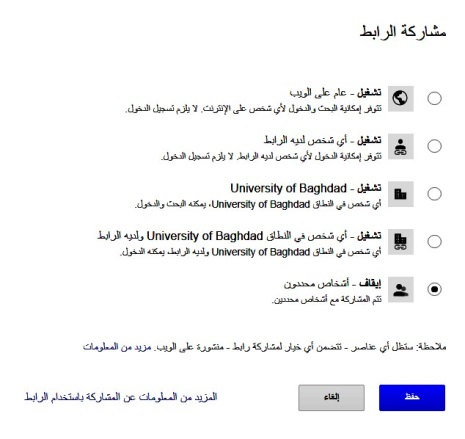 مشاركة الرابط
تشغيل - عام على الويب
تتوفر إمكانية البحث والدخول لأي شخص على الإنترنت. لا يلزم تسجيل الدخول.
تشغيل - أي شخص لديه الرابط
تتوفر إمكانية الدخول لأي شخص لديه الرابط. لا يلزم تسجيل الدخول.
تشغيل - University of Baghdad
أي شخص في النطاق University of Baghdad، يمكنه البحث والدخول.
تشغيل - أي شخص في النطاق University of Baghdad ولديه الرابط
أي شخص في النطاق University of Baghdad ولديه الرابط، يمكنه الدخول.
إيقاف - أشخاص محددون
تتم المشاركة مع أشخاص محددين.
ملاحظة: ستظل أي عناصر - تتضمن أي خيار لمشاركة رابط - منشورة على الويب. مزيد من المعلومات
حفظ
إلغاء
المزيد من المعلومات عن المشاركة باستخدام الرابط